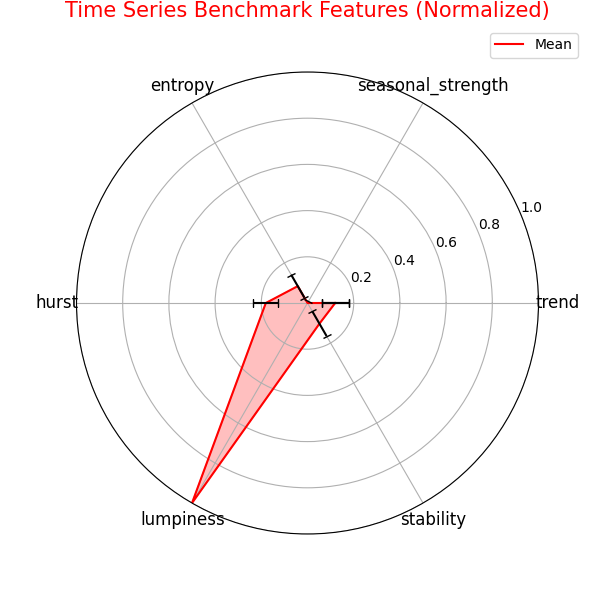 Time Series Benchmark Features (Normalized)
Mean
entropy
seasonal_strength
1.0
0.8
0.6
0.4
0.2
hurst
trend
lumpiness
stability